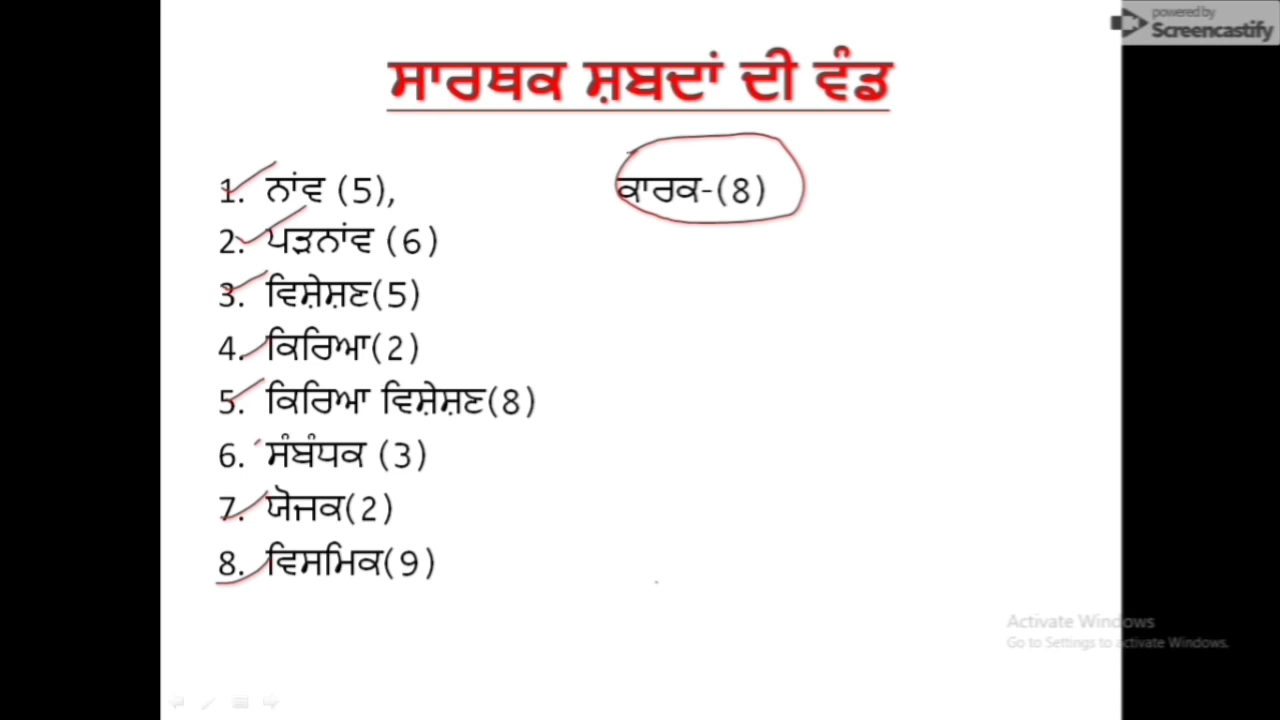 powered by
Screencastify
ਸਾਰਥਕ ਸ਼ਬਦਾਂ ਦੀ ਵੰਡ
1. ਨਾਂਵ (5), ਕਾਰਕ-(8)
2. ਪੜਨਾਂਵ (6)
3. ਵਿਸ਼ੇਸ਼ਣ(5)
4. ਕਿਰਿਆ(2)
5. ਕਿਰਿਆ ਵਿਸ਼ੇਸ਼ਣ(8)
6. ਸੰਬੰਧਕ (3)
7. ਯੋਜਕ(2)
8. ਵਿਸਮਿਕ(9)
Activate Windows
Go to Settings to activate Windows.